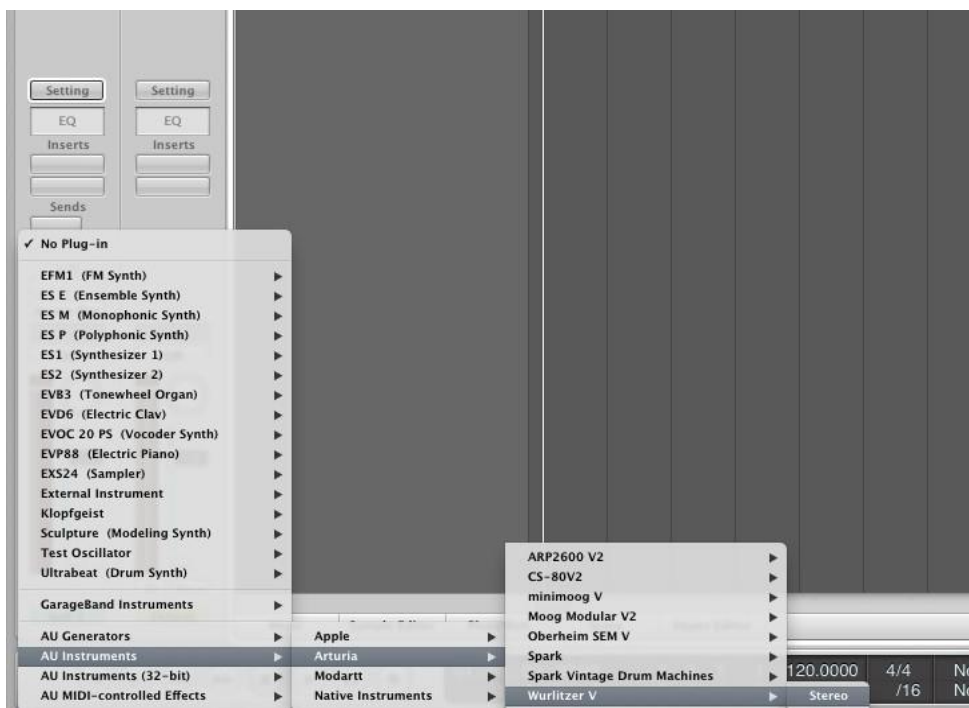 Setting Setting
EQ EQ
Inserts Inserts
Sends
✓ No Plug-in
EFM1 (FM Synth)
ES E (Ensemble Synth)
ES M (Monophonic Synth)
ES P (Polyphonic Synth)
ES1 (Synthesizer 1)
ES2 (Synthesizer 2)
EVB3 (Tonewheel Organ)
EVD6 (Electric Clav)
EVOC 20 PS (Vocoder Synth)
EVP88 (Electric Piano)
EXS24 (Sampler)
External Instrument
Klopfgeist
Sculpture (Modeling Synth)
Test Oscillator
Ultrabeat (Drum Synth)
GarageBand Instruments
AU Generators
AU Instruments
AU Instruments (32-bit)
AU MIDI-controlled Effects
Apple
Arturia
Modartt
Native Instruments
ARP2600 V2
CS-80V2
minimoog V
Moog Modular V2
Oberheim SEM V
Spark
Spark Vintage Drum Machines
Wurlitzer V
Stereo
120.0000 4/4 No
/16 No